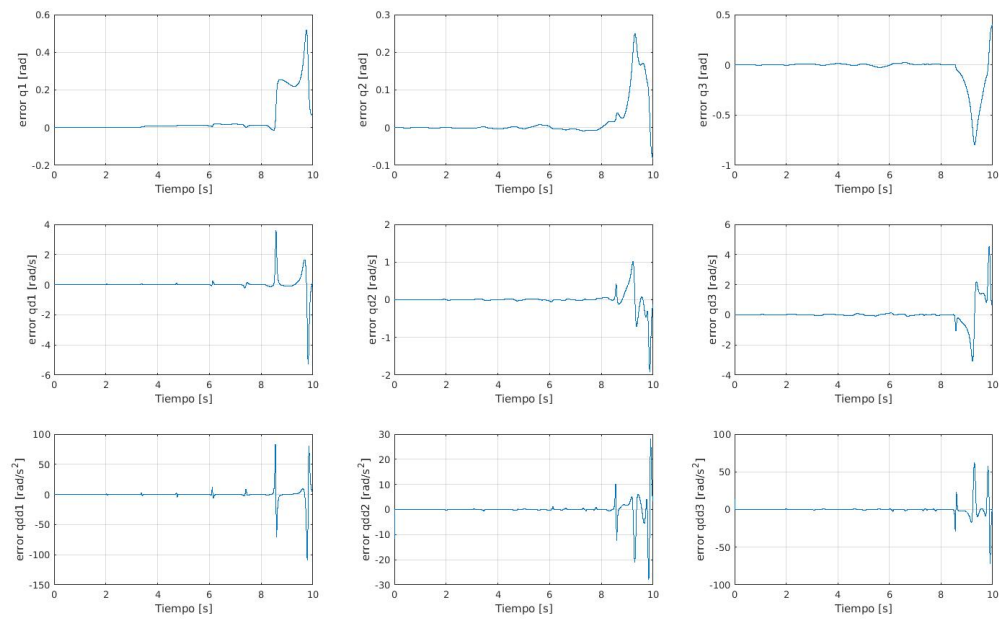 error q1 [rad]
0.6
0.4
0.2
0
-0.2
0 2 4 6 8 10
Tiempo [s]
error q2 [rad]
0.3
0.2
0.1
0
-0.1
0 2 4 6 8 10
Tiempo [s]
error q3 [rad]
0.5
0
-0.5
-1
0 2 4 6 8 10
Tiempo [s]
error qd1 [rad/s]
4
2
0
-2
-4
-6
0 2 4 6 8 10
Tiempo [s]
error qd2 [rad/s]
2
1
0
-1
-2
0 2 4 6 8 10
Tiempo [s]
error qd3 [rad/s]
6
4
2
0
-2
-4
0 2 4 6 8 10
Tiempo [s]
error qdd1 [rad/s²]
100
50
0
-50
-100
-150
0 2 4 6 8 10
Tiempo [s]
error qdd2 [rad/s²]
30
20
10
0
-10
-20
-30
0 2 4 6 8 10
Tiempo [s]
error qdd3 [rad/s²]
100
50
0
-50
-100
0 2 4 6 8 10
Tiempo [s]